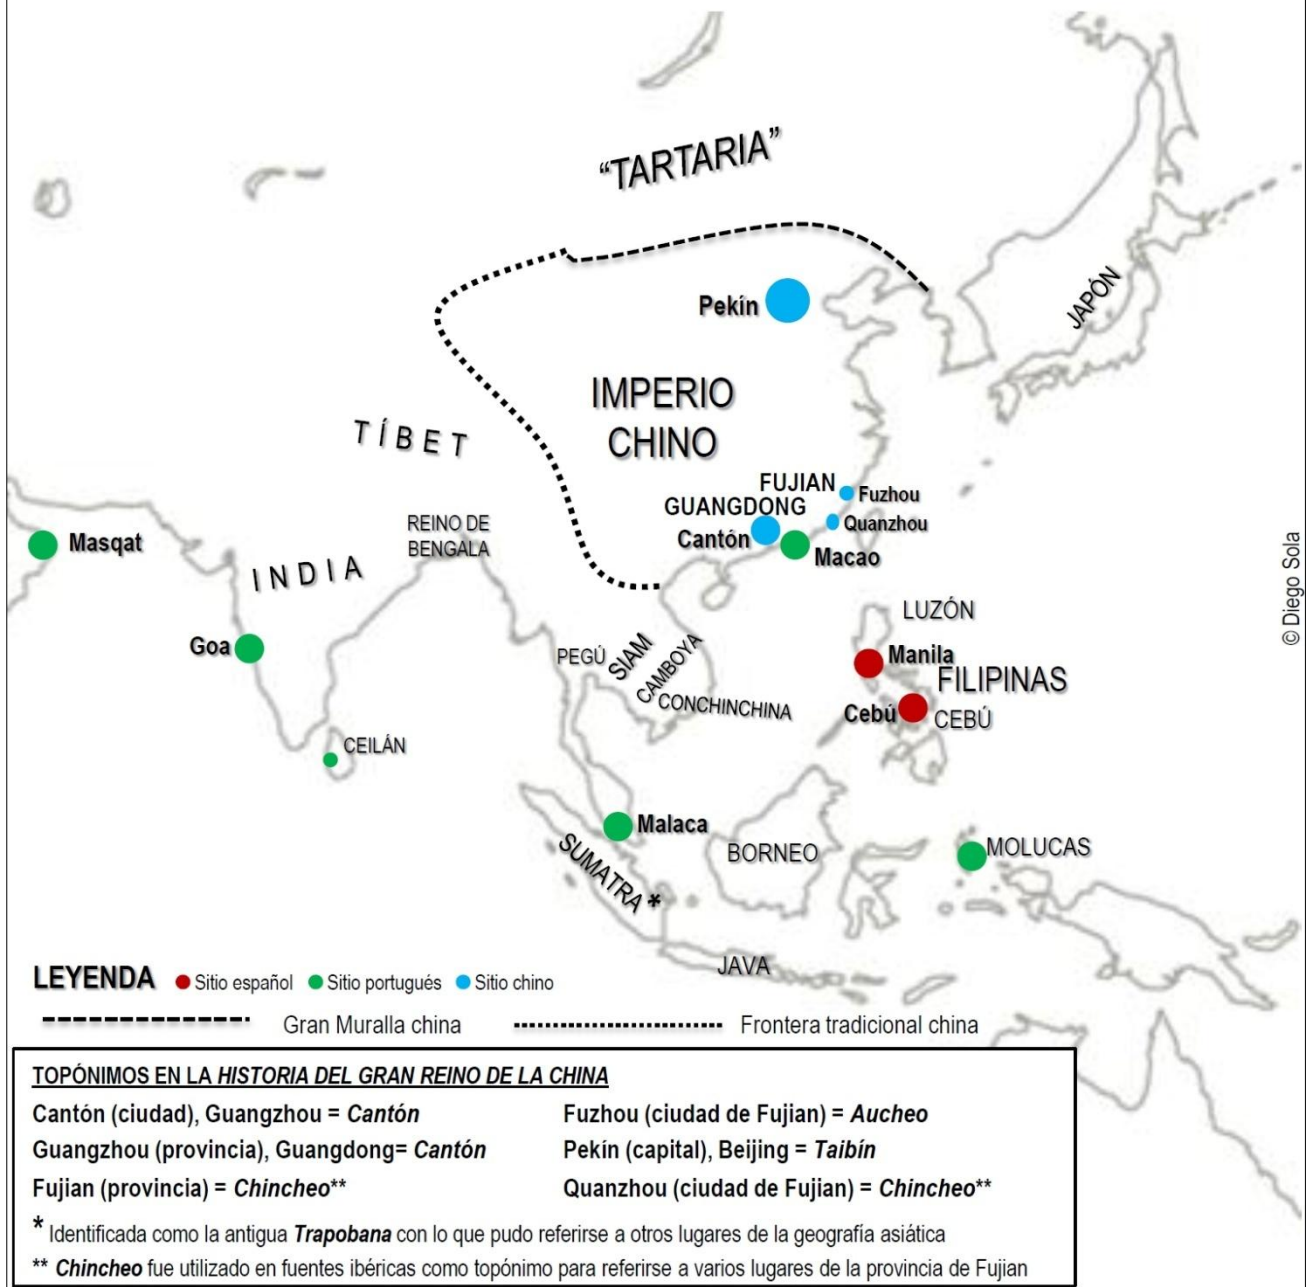 “TARTARIA”
JAPÓN
Pekín
IMPERIO
CHINO
TÍBET
FUJIAN
Fuzhou
GUANGDONG
Quanzhou
Cantón
Macao
Masqat
REINO DE
BENGALA
INDIA
© Diego Sola
LUZÓN
Goa
PEGÚ
SIAM
CAMBOYA
CONCHINCHINA
Manila
FILIPINAS
Cebú
CEBÚ
CEILÁN
Malaca
SUMATRA *
BORNEO
MOLUCAS
JAVA
LEYENDA Sitio español Sitio portugués Sitio chino
Gran Muralla china Frontera tradicional china
TOPÓNIMOS EN LA HISTORIA DEL GRAN REINO DE LA CHINA
Cantón (ciudad), Guangzhou = Cantón
Guangzhou (provincia), Guangdong= Cantón
Fujian (provincia) = Chincheo**
Fuzhou (ciudad de Fujian) = Aucheo
Pekín (capital), Beijing = Taibín
Quanzhou (ciudad de Fujian) = Chincheo**
* Identificada como la antigua Trapobana con lo que pudo referirse a otros lugares de la geografía asiática
** Chincheo fue utilizado en fuentes ibéricas como topónimo para referirse a varios lugares de la provincia de Fujian